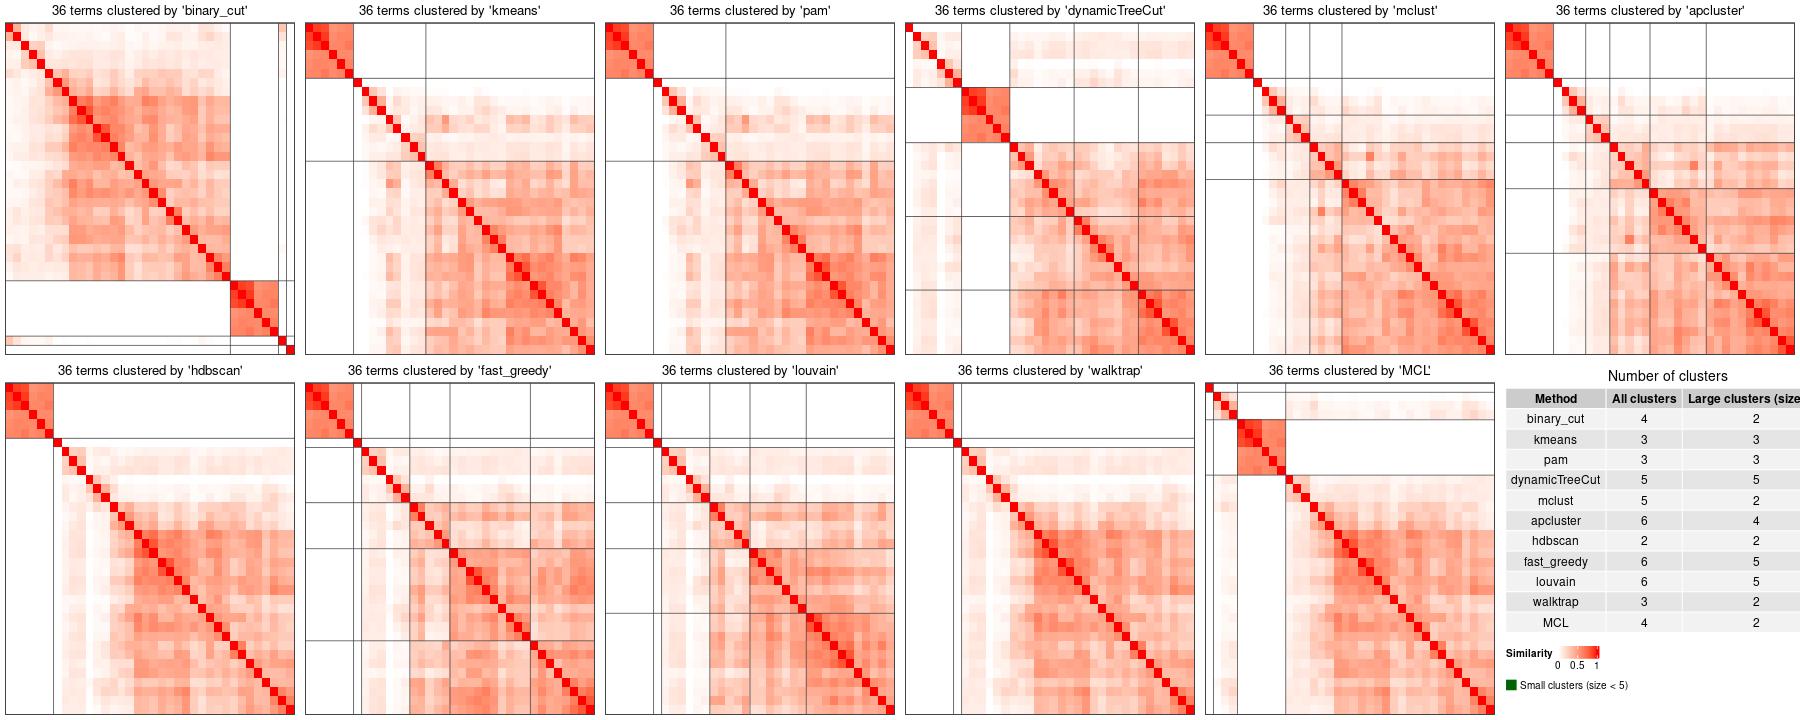 36 terms clustered by 'binary_cut'
36 terms clustered by 'kmeans'
36 terms clustered by 'pam'
36 terms clustered by 'dynamicTreeCut'
36 terms clustered by 'mclust'
36 terms clustered by 'apcluster'
36 terms clustered by 'hdbscan'
36 terms clustered by 'fast_greedy'
36 terms clustered by 'louvain'
36 terms clustered by 'walktrap'
36 terms clustered by 'MCL'
Number of clusters
Method All clusters Large clusters (size
binary_cut 4 2
kmeans 3 3
pam 3 3
dynamicTreeCut 5 5
mclust 5 2
apcluster 6 4
hdbscan 2 2
fast_greedy 6 5
louvain 6 5
walktrap 3 2
MCL 4 2
Similarity
0 0.5 1
Small clusters (size < 5)